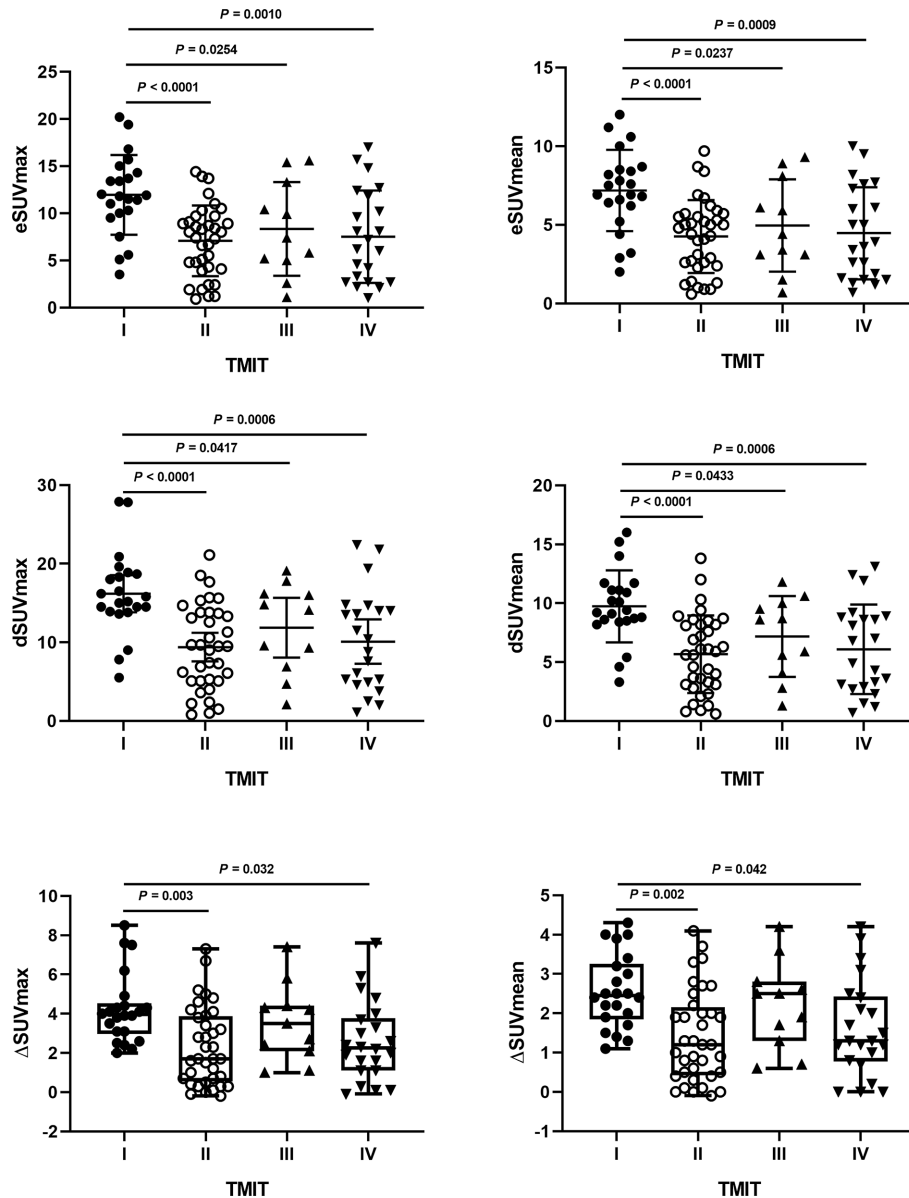 P = 0.0010
P = 0.0254
P < 0.0001
25
20
15
10
5
0
eSUVmax
I II III IV
TMIT
P = 0.0009
P = 0.0237
P < 0.0001
15
10
5
0
eSUVmean
I II III IV
TMIT
P = 0.0006
P = 0.0417
P < 0.0001
30
20
10
0
dSUVmax
I II III IV
TMIT
P = 0.0006
P = 0.0433
P < 0.0001
20
15
10
5
0
dSUVmean
I II III IV
TMIT
P = 0.032
P = 0.003
10
8
6
4
2
0
-2
△SUVmax
I II III IV
TMIT
P = 0.042
P = 0.002
5
4
3
2
1
0
-1
△SUVmean
I II III IV
TMIT